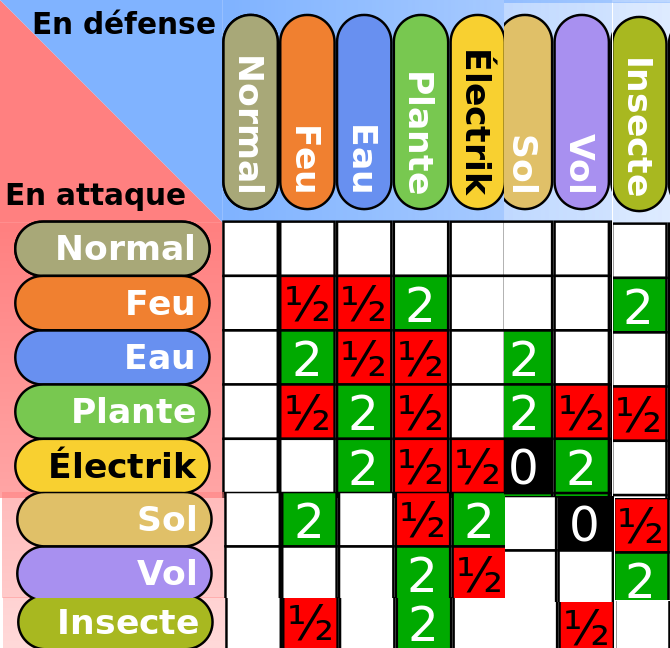 En défense
En attaque
Normal Feu Eau Plante Électrik Sol Vol Insecte
Normal
Feu ½ ½ 2 2
Eau 2 ½ ½ 2
Plante ½ 2 ½ 2 ½ ½
Électrik 2 ½ ½ 0 2
Sol 2 ½ 2 0 ½
Vol 2 ½ 2
Insecte ½ 2 ½